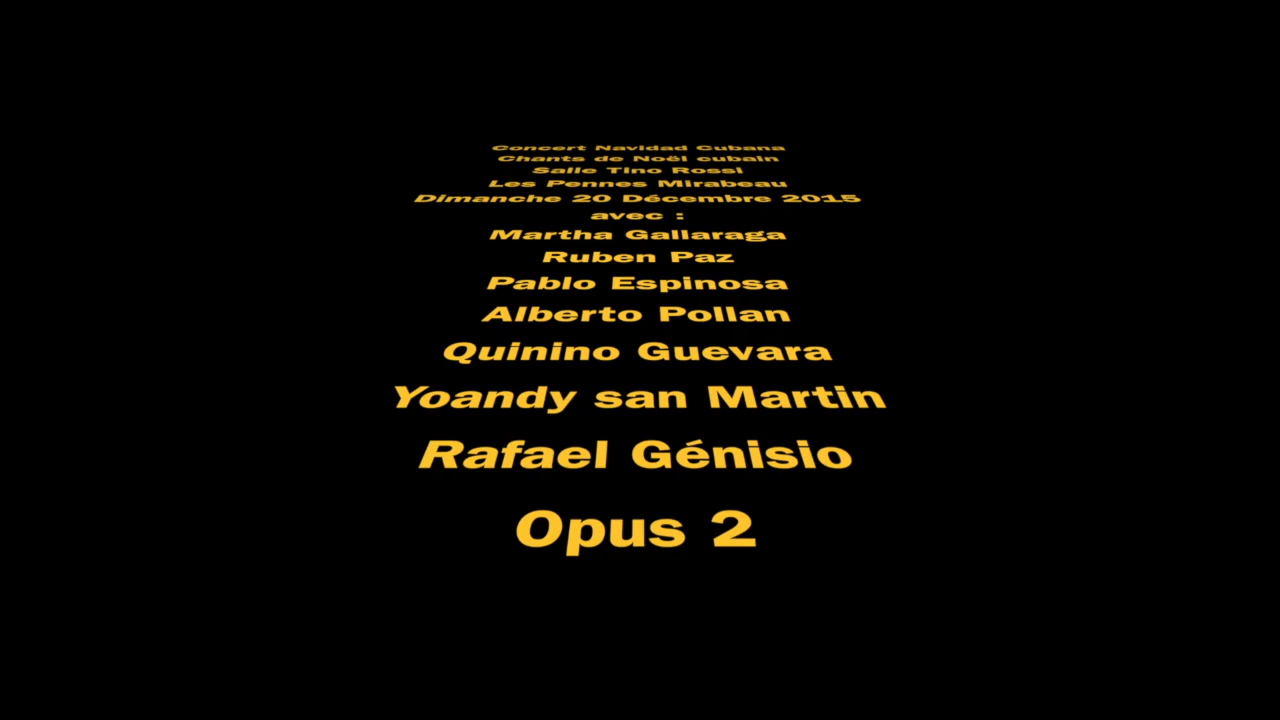 Concert Navidad Cubana
Chants de Noël cubain
Salle Tino Rossi
Les Pennes Mirabeau
Dimanche 20 Décembre 2015
avec :
Martha Gallaraga
Ruben Paz
Pablo Espinosa
Alberto Pollan
Quinino Guevara
Yoandy san Martin
Rafael Génisio
Opus 2